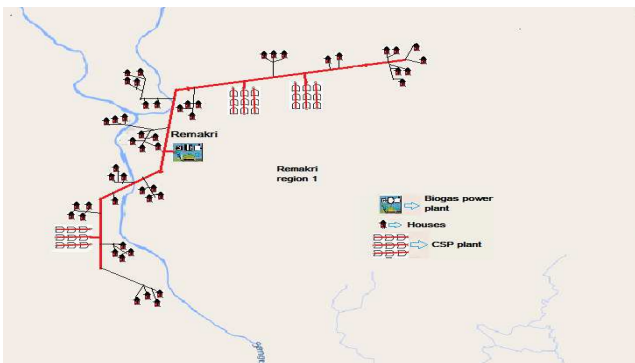 Remakri
Remakri
region 1
Biogas power
plant
Houses
CSP plant